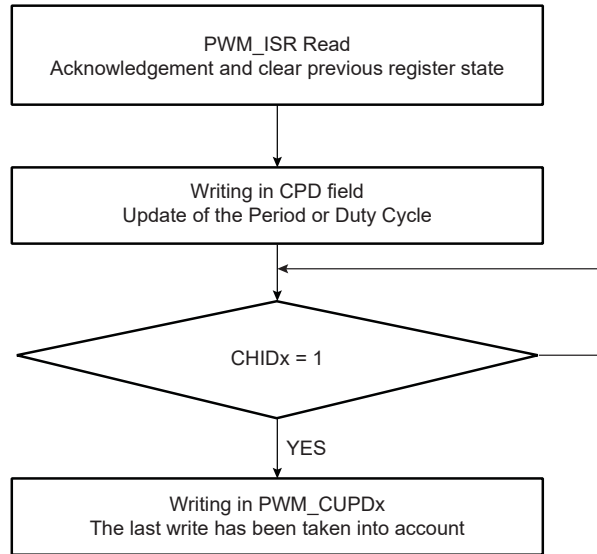 PWM_ISR Read
Acknowledgement and clear previous register state
Writing in CPD field
Update of the Period or Duty Cycle
CHIDx = 1
YES
Writing in PWM_CUPDx
The last write has been taken into account